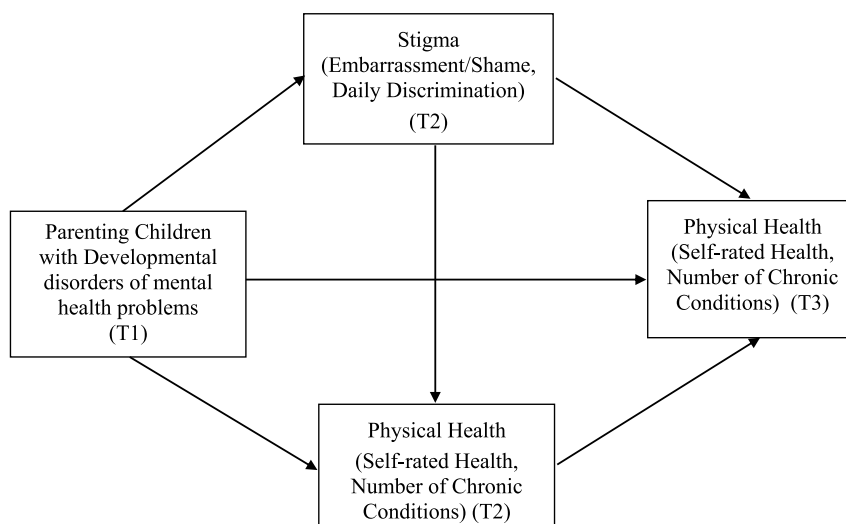 Stigma
(Embarrassment/Shame,
Daily Discrimination)
(T2)
Parenting Children
with Developmental
disorders of mental
health problems
(T1)
Physical Health
(Self-rated Health,
Number of Chronic
Conditions) (T3)
Physical Health
(Self-rated Health,
Number of Chronic
Conditions) (T2)